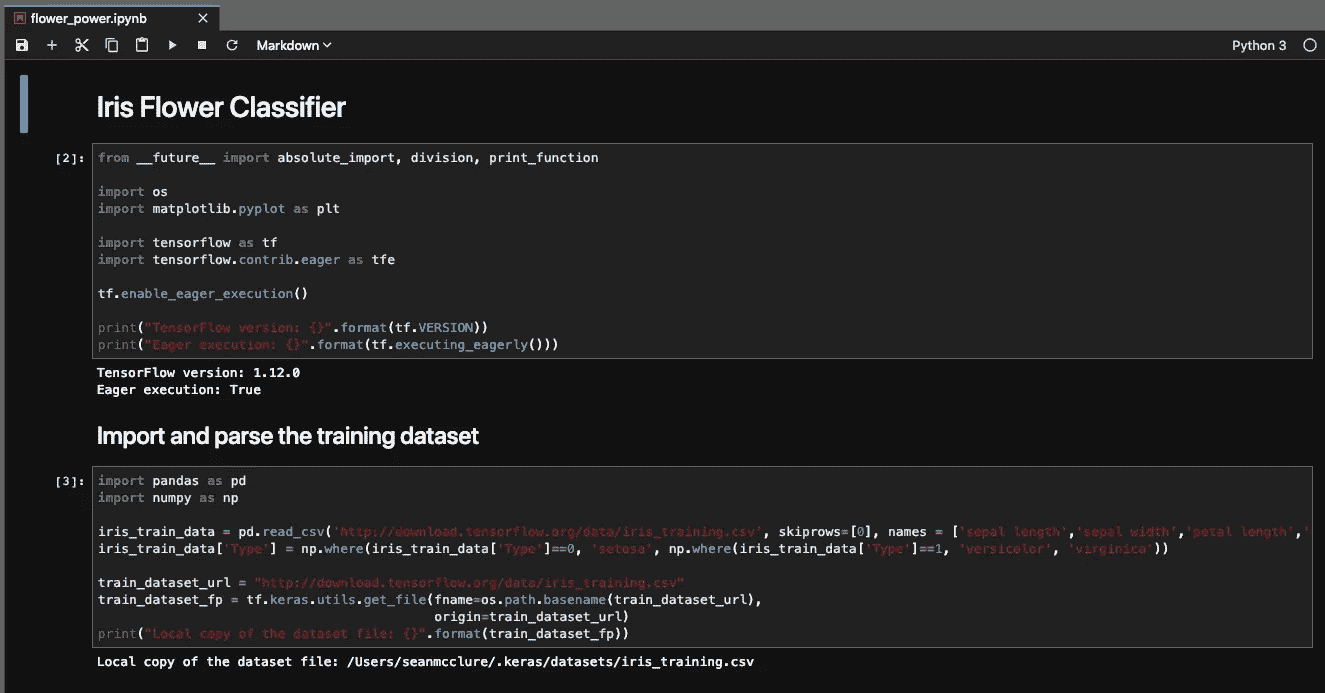 flower_power.ipynb
Markdown
Python 3
Iris Flower Classifier
[2]:
from __future__ import absolute_import, division, print_function
import os
import matplotlib.pyplot as plt
import tensorflow as tf
import tensorflow.contrib.eager as tfe
tf.enable_eager_execution()
print("TensorFlow version: {}".format(tf.VERSION))
print("Eager execution: {}".format(tf.executing_eagerly()))
TensorFlow version: 1.12.0
Eager execution: True
Import and parse the training dataset
[3]:
import pandas as pd
import numpy as np
iris_train_data = pd.read_csv('http://download.tensorflow.org/data/iris_training.csv', skiprows=[0], names = ['sepal length','sepal width','petal length','
iris_train_data['Type'] = np.where(iris_train_data['Type']==0, 'setosa', np.where(iris_train_data['Type']==1, 'versicolor', 'virginica'))
train_dataset_url = "http://download.tensorflow.org/data/iris_training.csv"
train_dataset_fp = tf.keras.utils.get_file(fname=os.path.basename(train_dataset_url),
origin=train_dataset_url)
print("Local copy of the dataset file: {}".format(train_dataset_fp))
Local copy of the dataset file: /Users/seanmcclure/.keras/datasets/iris_training.csv